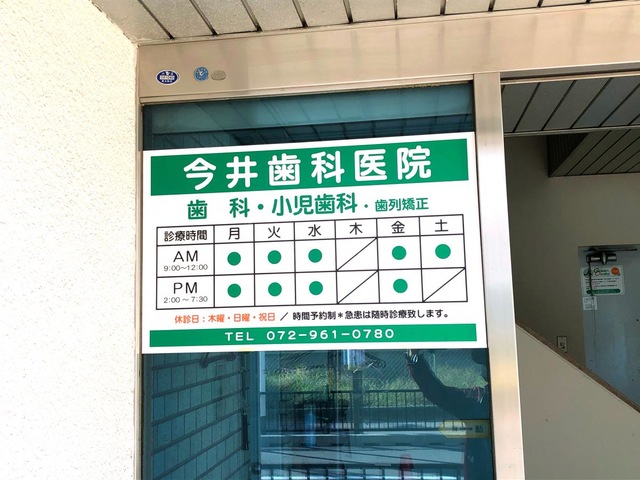 今井歯科医院
歯 科・小児歯科・歯列矯正
診療時間 月 火 水 木 金 土
AM 9:00〜12:00 ● ● ● ／ ● ●
PM 2:00〜7:30 ● ● ● ／ ● ／
休診日:木曜・日曜・祝日 ／ 時間予約制＊急患は随時診療致します。
TEL 072-961-0780